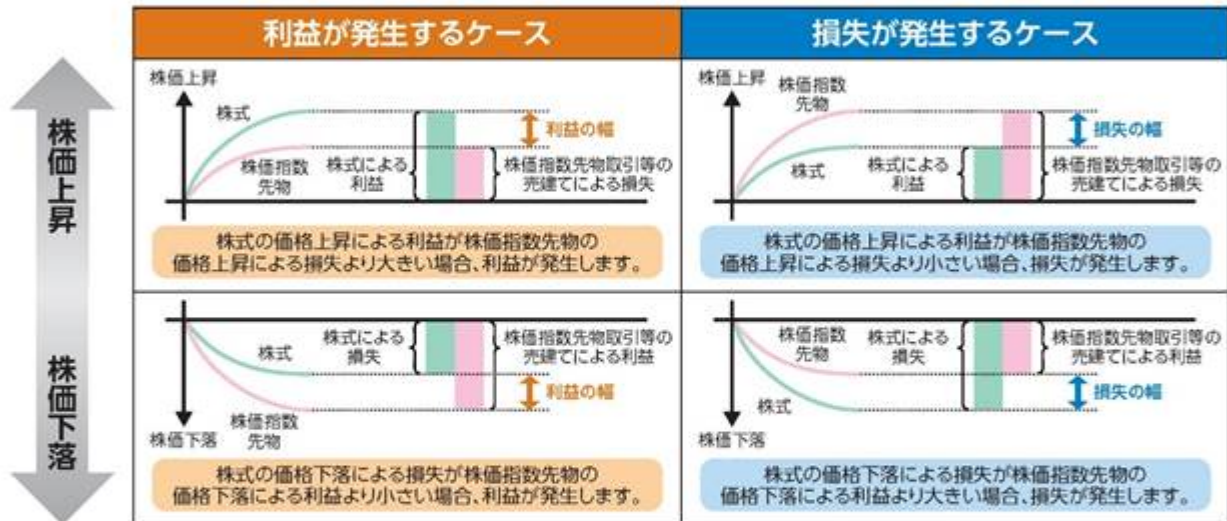 利益が発生するケース
損失が発生するケース
株価上昇
株価下落
株価上昇
株式
株価指数
先物
株式による
利益
利益の幅
株価指数先物取引等の
売建てによる損失
株式の価格上昇による利益が株価指数先物の
価格上昇による損失より大きい場合、利益が発生します。
株価上昇
株価指数
先物
株式
株式による
利益
損失の幅
株価指数先物取引等の
売建てによる損失
株式の価格上昇による利益が株価指数先物の
価格上昇による損失より小さい場合、損失が発生します。
株式
株価指数
先物
株価下落
株式による
損失
株価指数先物取引等の
売建てによる利益
利益の幅
株式の価格下落による損失が株価指数先物の
価格下落による利益より小さい場合、利益が発生します。
株価指数
先物
株式
株価下落
株式による
損失
株価指数先物取引等の
売建てによる利益
損失の幅
株式の価格下落による損失が株価指数先物の
価格下落による利益より大きい場合、損失が発生します。